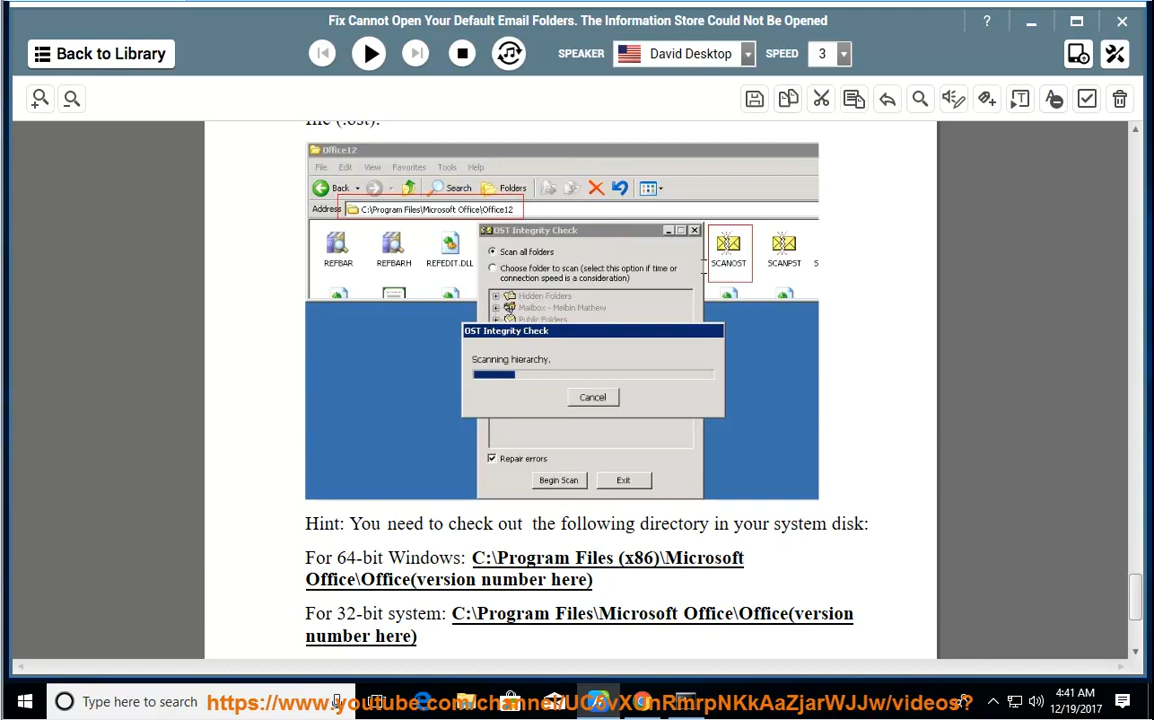 Fix Cannot Open Your Default Email Folders. The Information Store Could Not Be Opened
?
Back to Library
SPEAKER David Desktop SPEED 3
file (.ost).
Office12
File Edit View Favorites Tools Help
Back Search Folders
Address C:\Program Files\Microsoft Office\Office12
REFBAR REFBARH REFEDIT.DLL SCANOST SCANPST S
OST Integrity Check
Scan all folders
Choose folder to scan (select this option if time or
connection speed is a consideration)
Hidden Folders
Mailbox - Melbin Mathew
Public Folders
OST Integrity Check
Scanning hierarchy.
Cancel
Repair errors
Begin Scan Exit
Hint: You need to check out the following directory in your system disk:
For 64-bit Windows: C:\Program Files (x86)\Microsoft
Office\Office(version number here)
For 32-bit system: C:\Program Files\Microsoft Office\Office(version
number here)
Type here to search
4:41 AM
12/19/2017